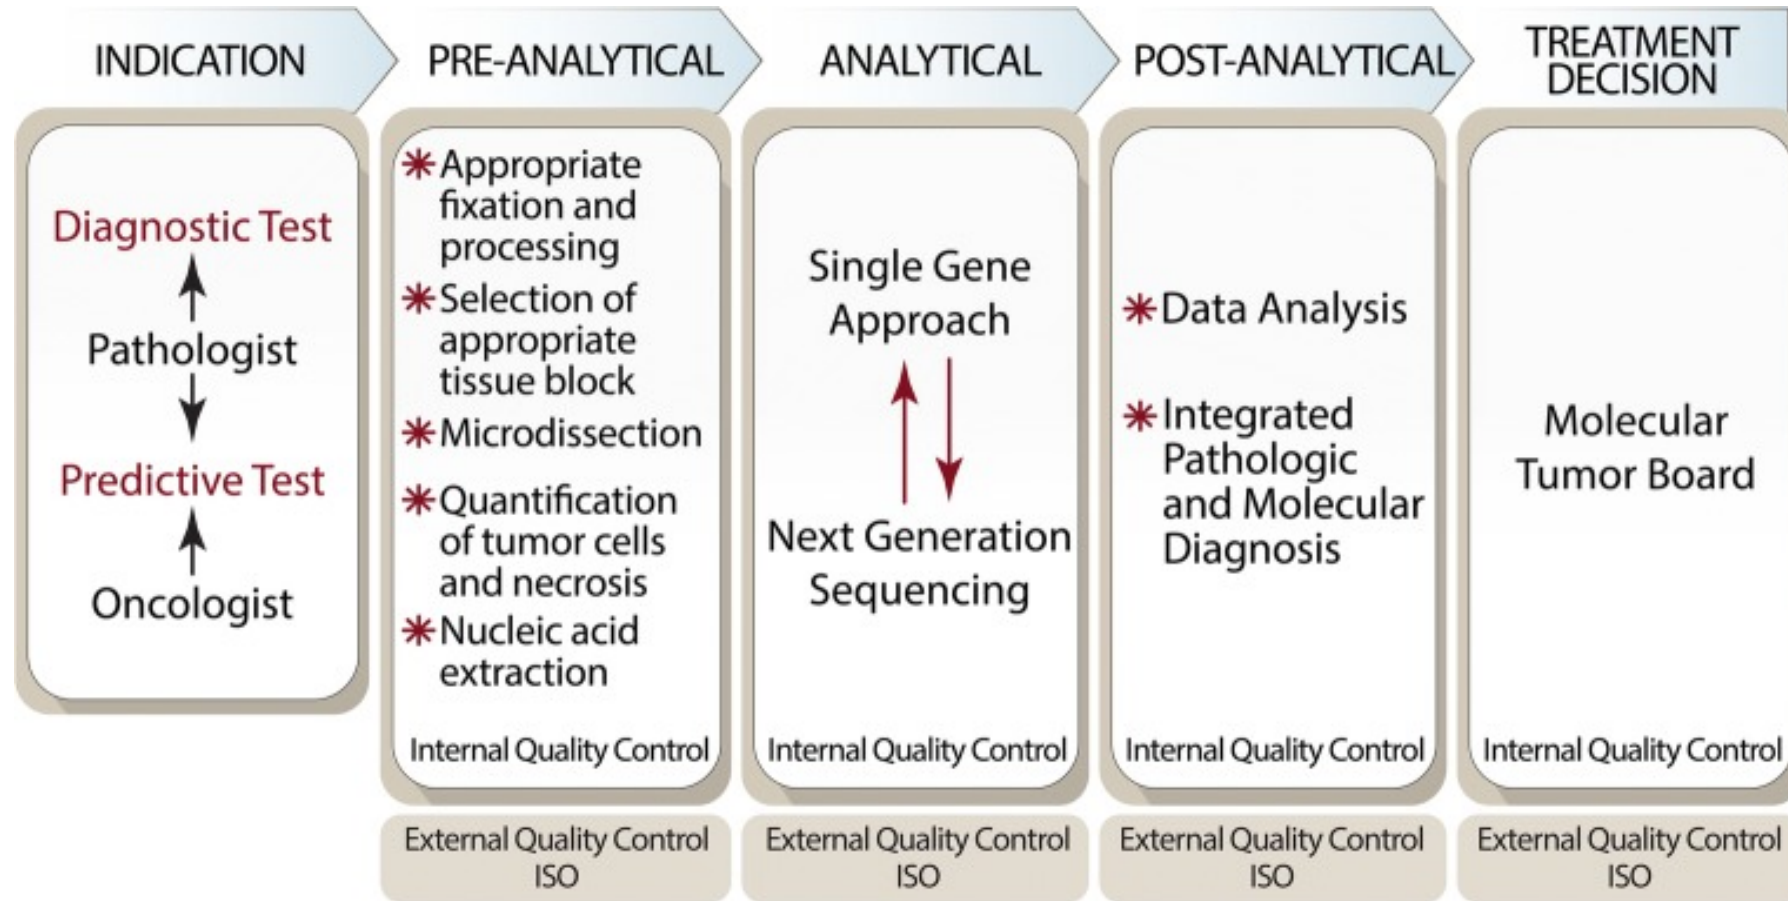 INDICATION
PRE-ANALYTICAL
ANALYTICAL
POST-ANALYTICAL
TREATMENT
DECISION
Diagnostic Test
Pathologist
Predictive Test
Oncologist
Appropriate
fixation and
processing
Selection of
appropriate
tissue block
Microdissection
Quantification
of tumor cells
and necrosis
Nucleic acid
extraction
Internal Quality Control
External Quality Control
ISO
Single Gene
Approach
Next Generation
Sequencing
Internal Quality Control
External Quality Control
ISO
Data Analysis
Integrated
Pathologic
and Molecular
Diagnosis
Internal Quality Control
External Quality Control
ISO
Molecular
Tumor Board
Internal Quality Control
External Quality Control
ISO